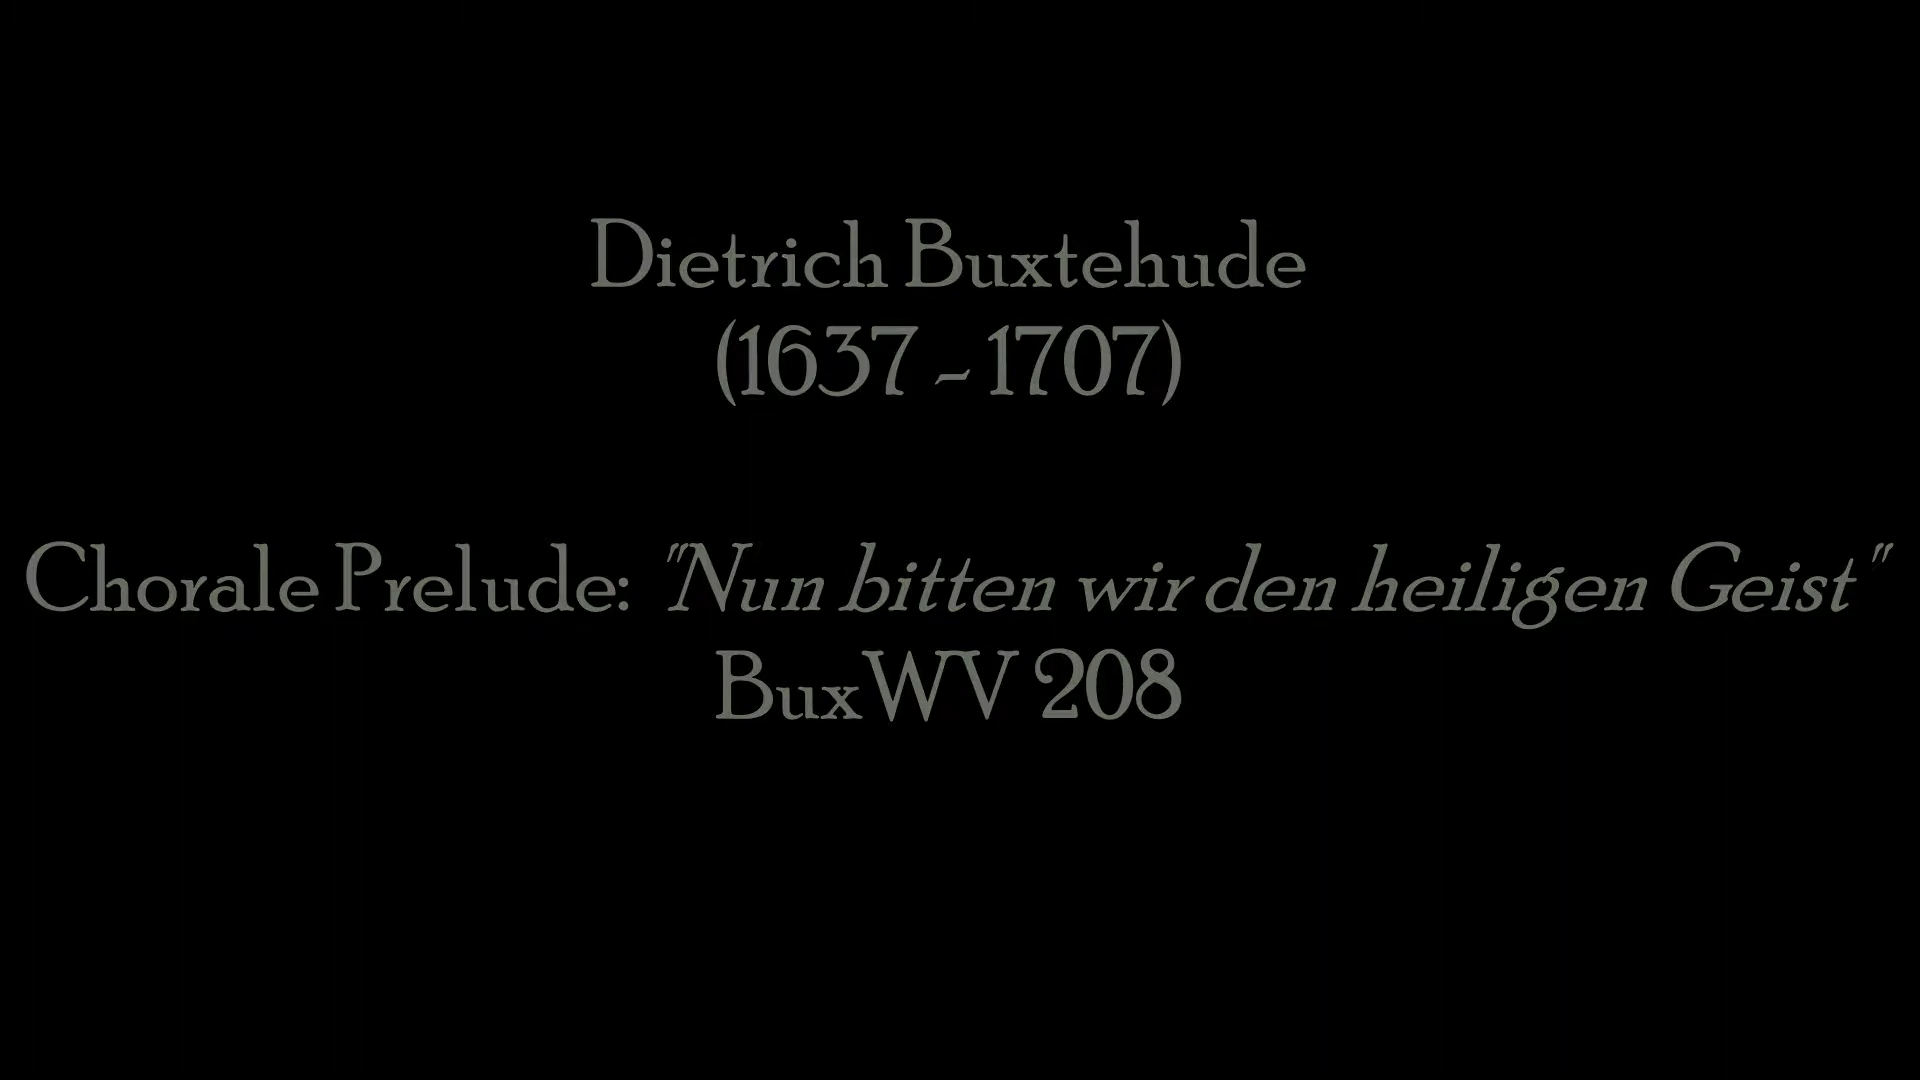 Dietrich Buxtehude
(1637 - 1707)
Chorale Prelude: "Nun bitten wir den heiligen Geist"
BuxWV 208